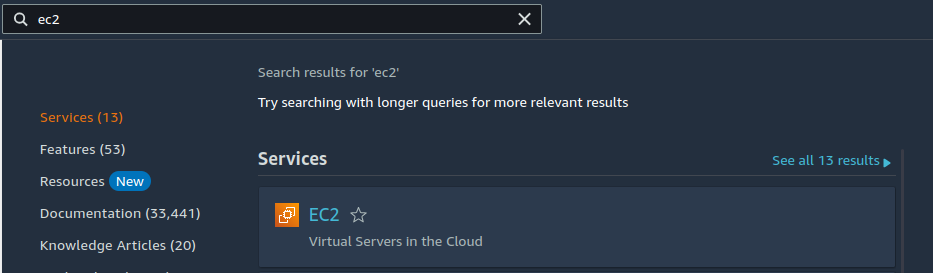 ec2
Search results for 'ec2'
Try searching with longer queries for more relevant results
Services (13)
Features (53)
Resources New
Documentation (33,441)
Knowledge Articles (20)
Services
See all 13 results
EC2
Virtual Servers in the Cloud